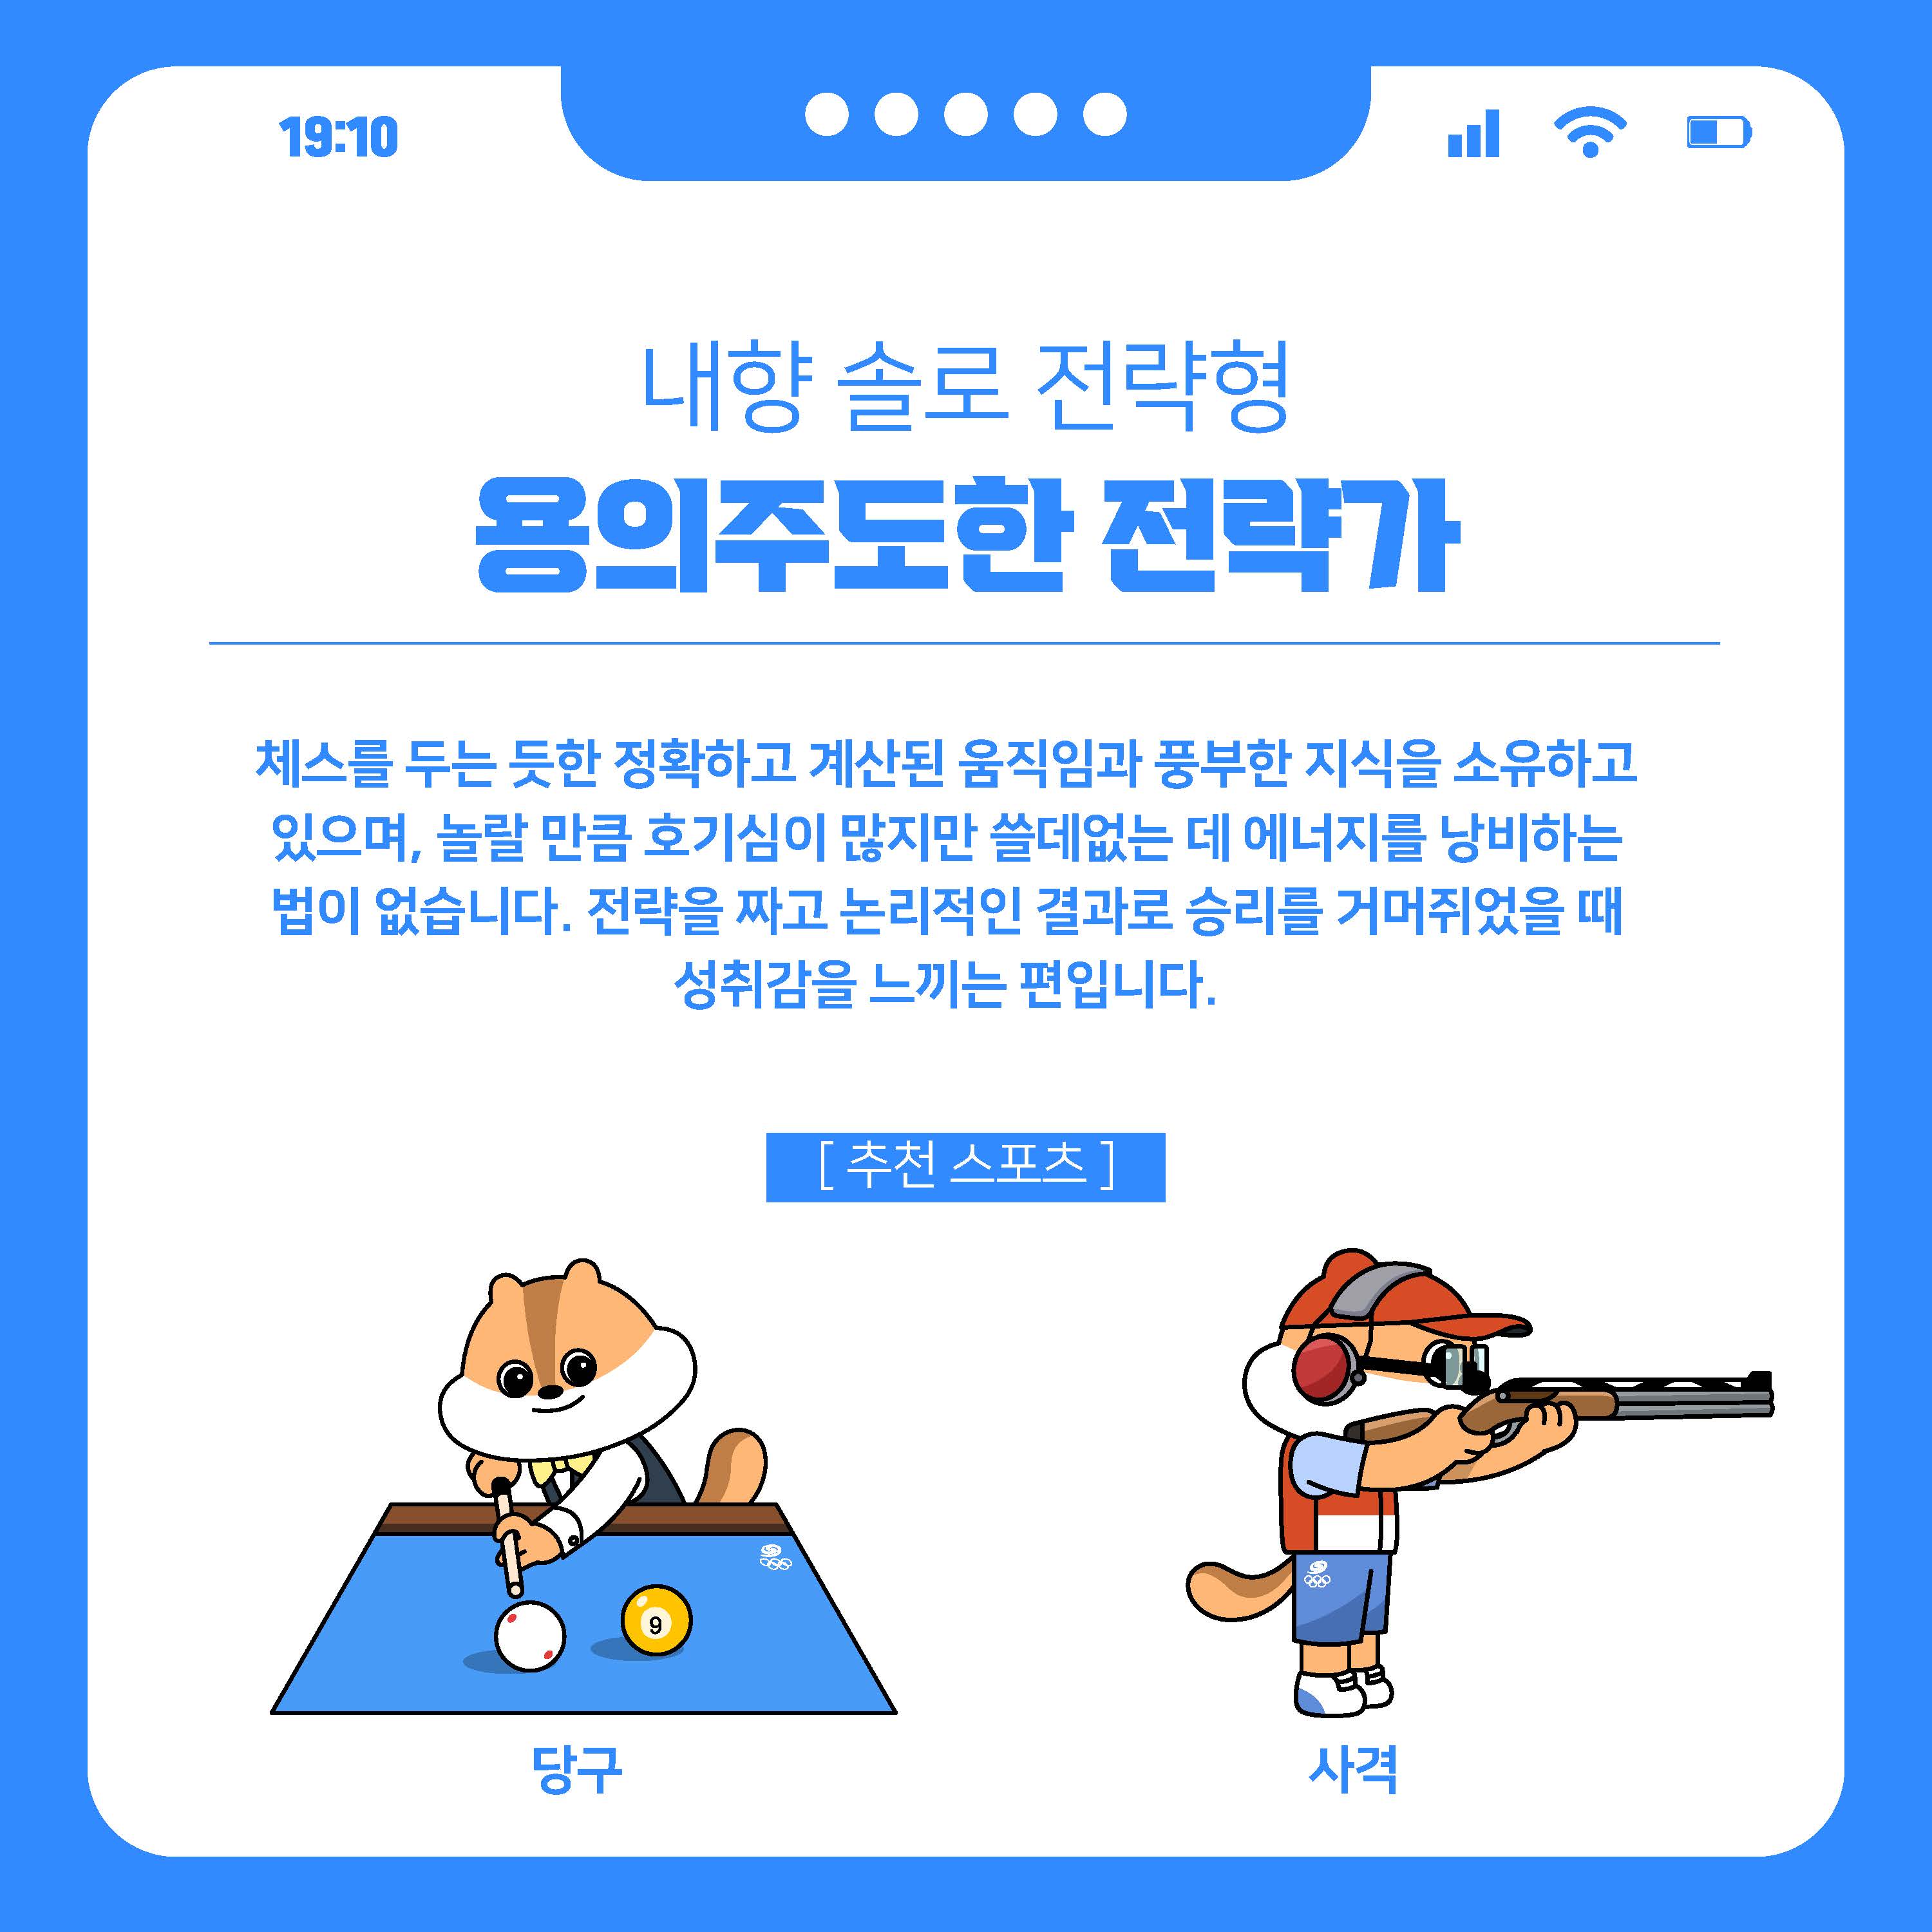 19:10
내향 솔로 전략형
용의주도한 전략가
체스를 두는 듯한 정확하고 계산된 움직임과 풍부한 지식을 소유하고
있으며, 놀랄 만큼 호기심이 많지만 쓸데없는 데 에너지를 낭비하는
법이 없습니다. 전략을 짜고 논리적인 결과로 승리를 거머쥐었을 때
성취감을 느끼는 편입니다.
[ 추천 스포츠 ]
9
당구
사격